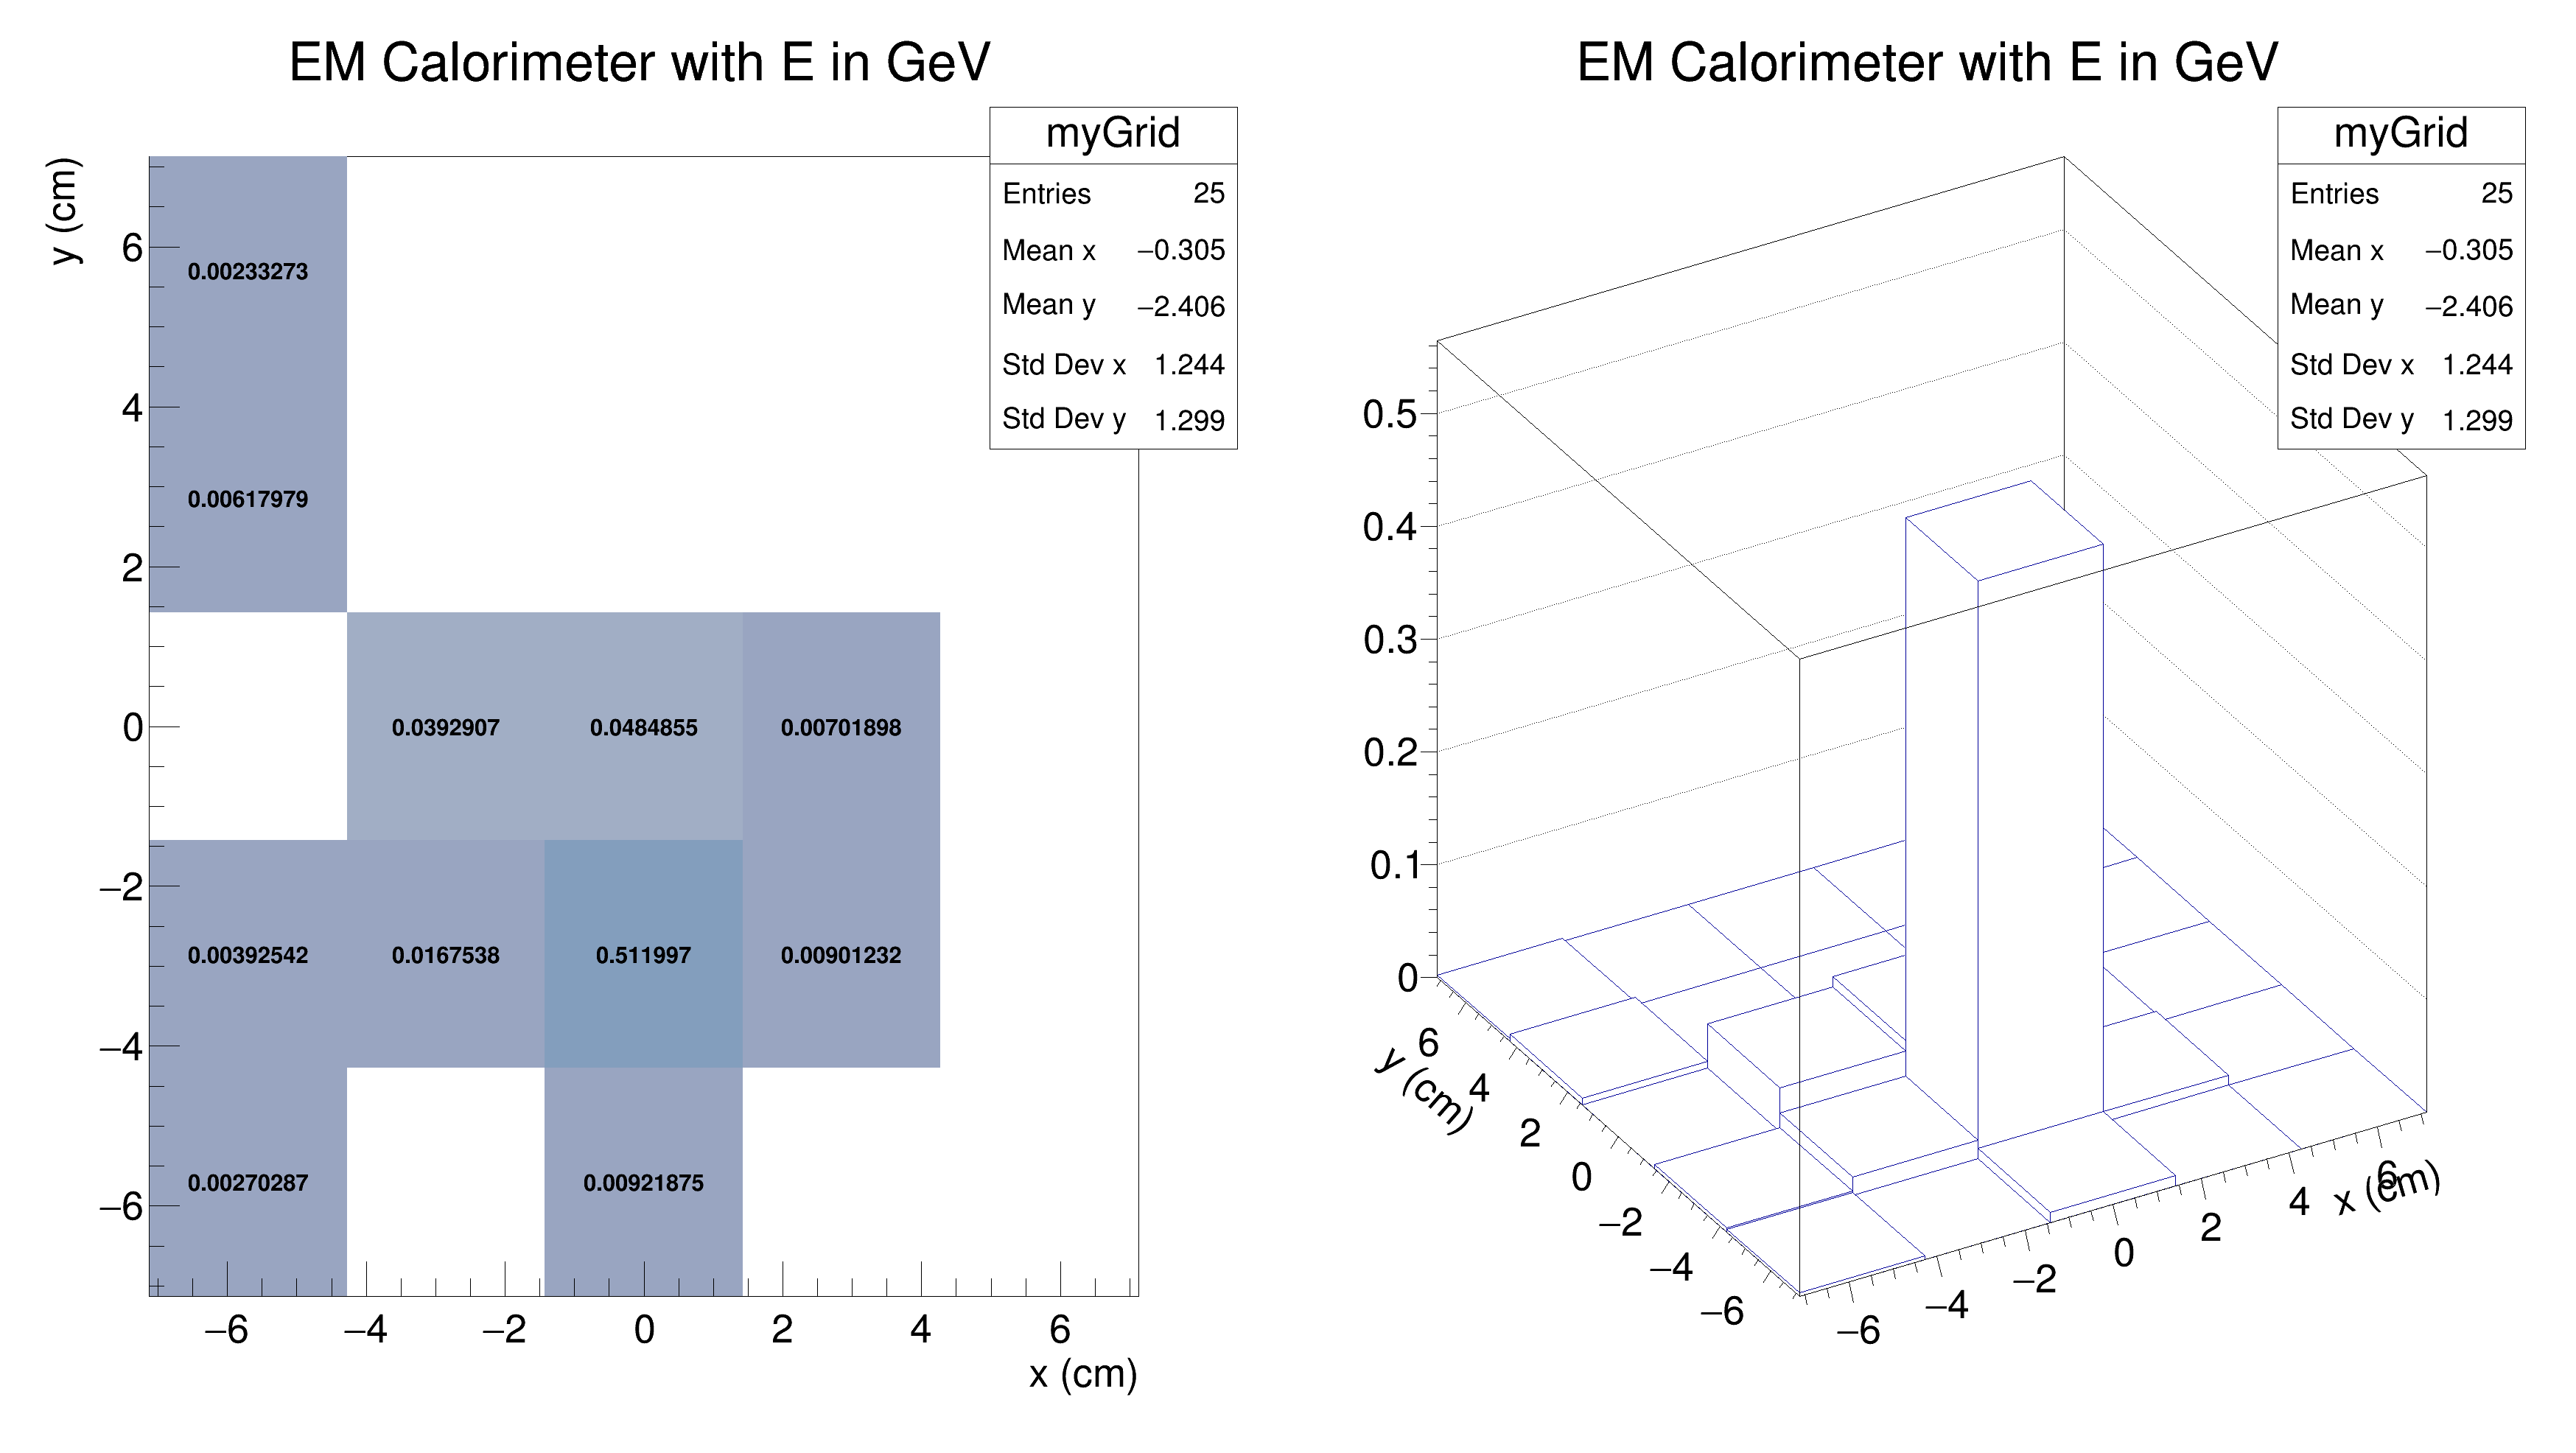 EM Calorimeter with E in GeV
myGrid
Entries 25
Mean x −0.305
Mean y −2.406
Std Dev x 1.244
Std Dev y 1.299
y (cm)
6
4
2
0
−2
−4
−6
0.00233273
0.00617979
0.0392907 0.0484855 0.00701898
0.00392542 0.0167538 0.511997 0.00901232
0.00270287 0.00921875
−6 −4 −2 0 2 4 6
x (cm)
EM Calorimeter with E in GeV
myGrid
Entries 25
Mean x −0.305
Mean y −2.406
Std Dev x 1.244
Std Dev y 1.299
0.5
0.4
0.3
0.2
0.1
0
y (cm)
6
4
2
0
−2
−4
−6
−6
−4
−2
0
2
4
6
x (cm)